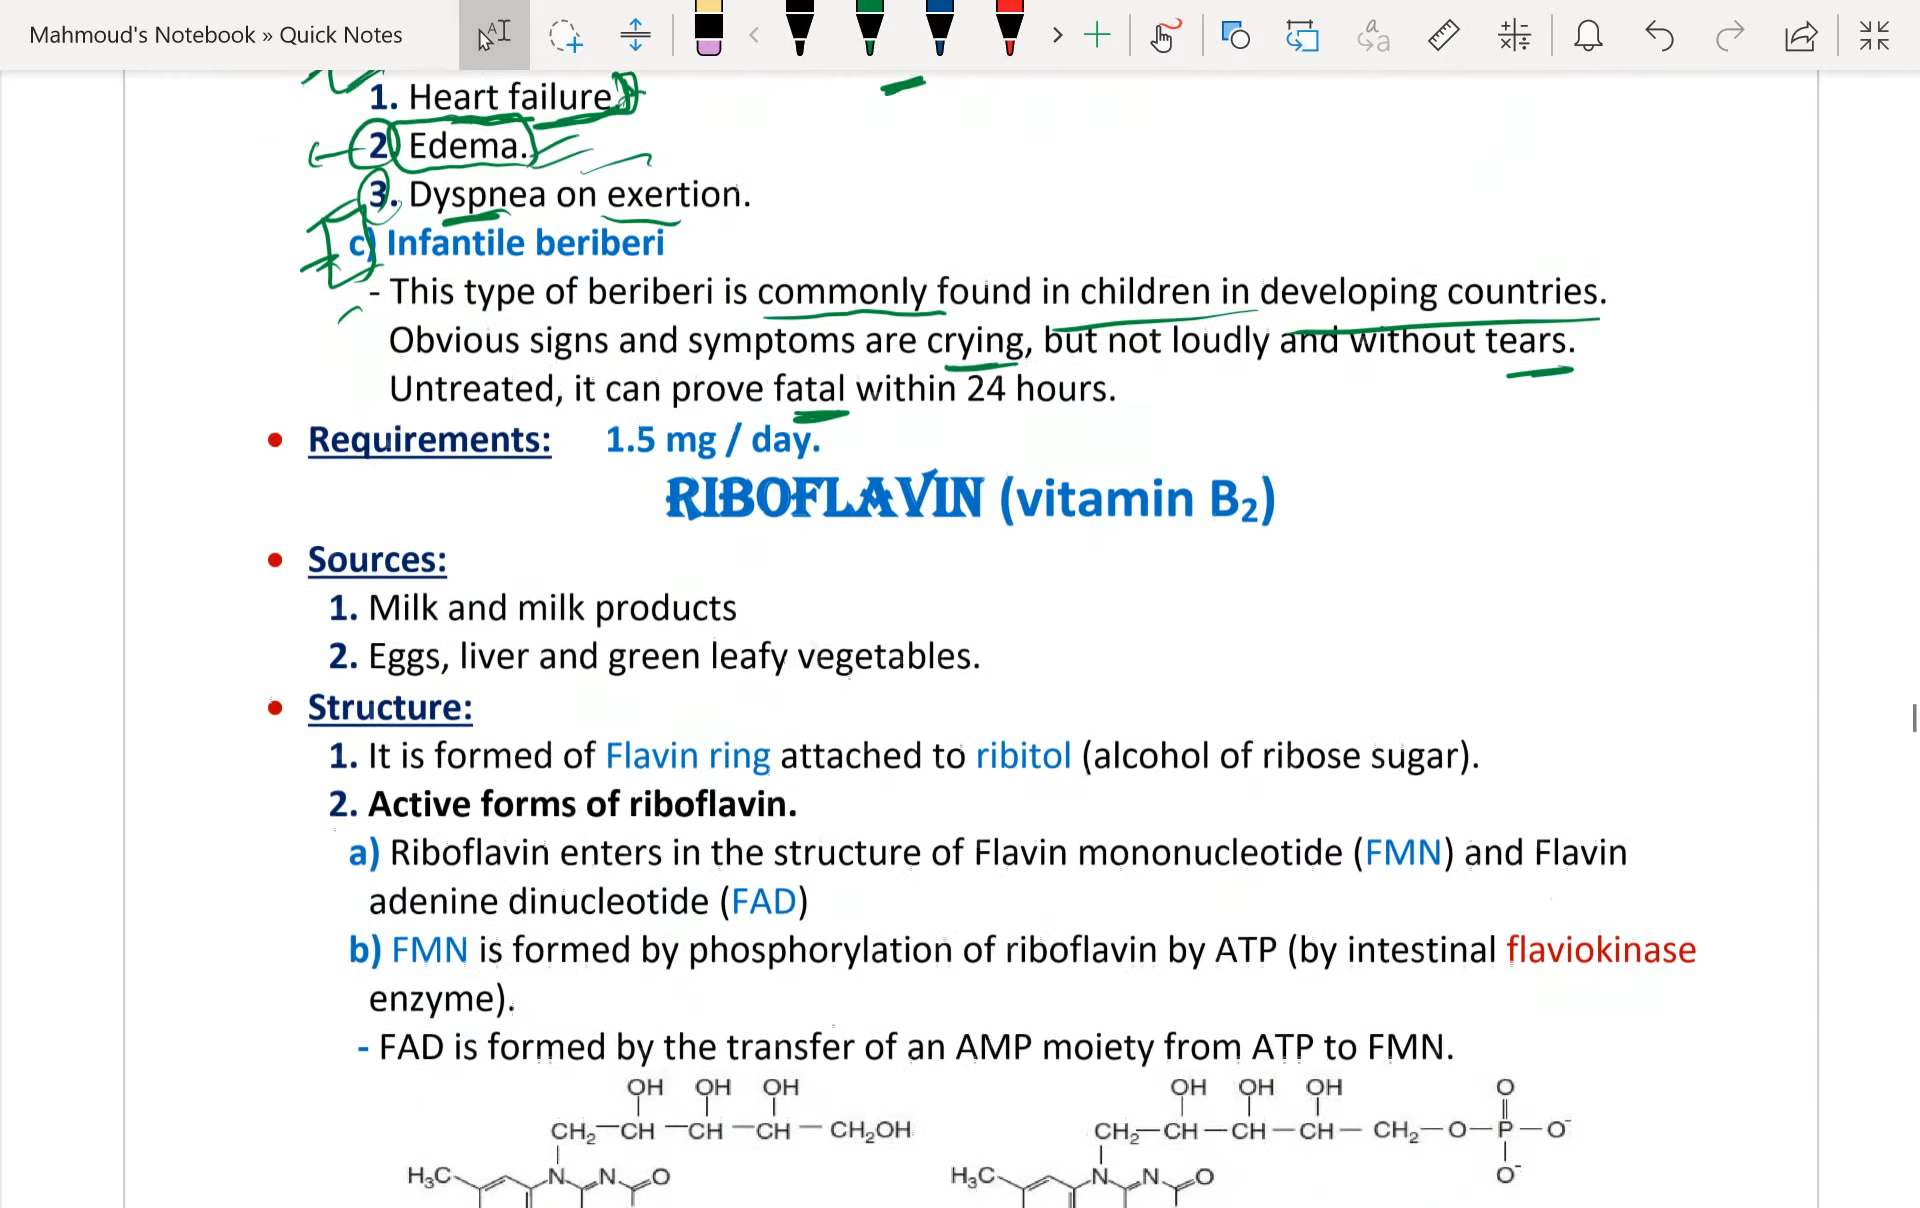 Mahmoud's Notebook » Quick Notes
1. Heart failure
2 Edema.
3. Dyspnea on exertion.
c) Infantile beriberi
- This type of beriberi is commonly found in children in developing countries.
Obvious signs and symptoms are crying, but not loudly and without tears.
Untreated, it can prove fatal within 24 hours.
• Requirements: 1.5 mg / day.
RIBOFLAVIN (vitamin B₂)
• Sources:
1. Milk and milk products
2. Eggs, liver and green leafy vegetables.
• Structure:
1. It is formed of Flavin ring attached to ribitol (alcohol of ribose sugar).
2. Active forms of riboflavin.
a) Riboflavin enters in the structure of Flavin mononucleotide (FMN) and Flavin
adenine dinucleotide (FAD)
b) FMN is formed by phosphorylation of riboflavin by ATP (by intestinal flaviokinase
enzyme).
- FAD is formed by the transfer of an AMP moiety from ATP to FMN.
OH OH OH OH OH OH O
CH₂—CH—CH—CH—CH₂OH CH₂—CH—CH—CH—CH₂—O—P—O⁻
H₃C N N O H₃C N N O O⁻